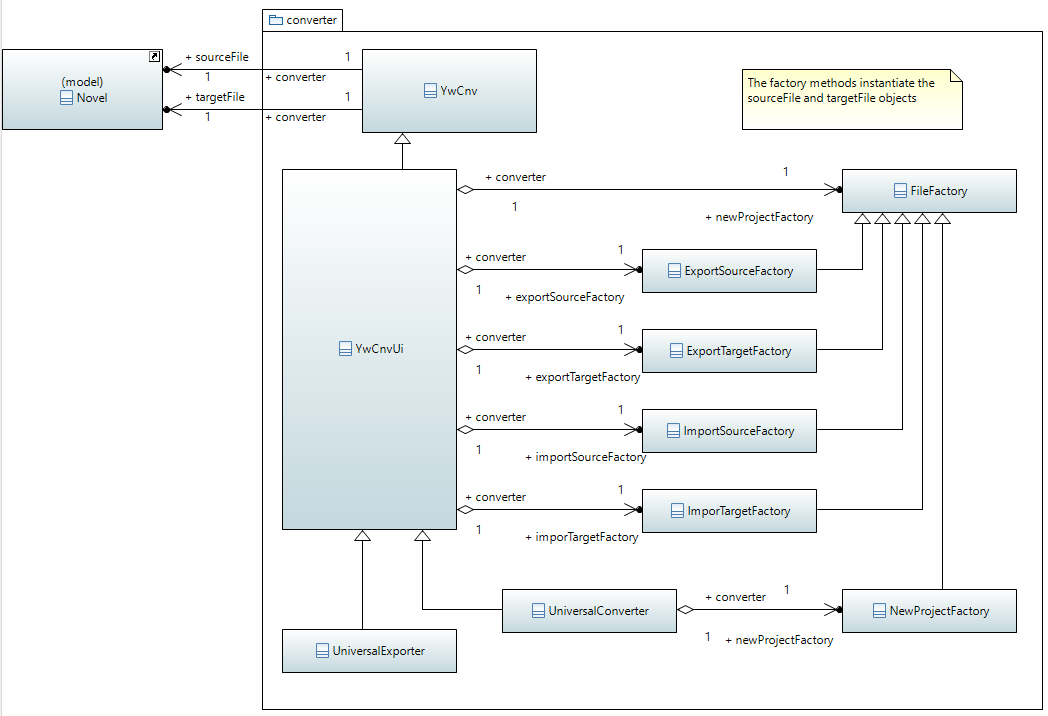 converter
+ sourceFile
1
1
+ converter
(model)
Novel
+ targetFile
1
1
+ converter
YwCnv
The factory methods instantiate the
sourceFile and targetFile objects
+ converter
1
1
+ newProjectFactory
FileFactory
+ converter
1
1
+ exportSourceFactory
ExportSourceFactory
YwCnvUi
+ converter
1
1
+ exportTargetFactory
ExportTargetFactory
+ converter
1
1
+ importSourceFactory
ImportSourceFactory
+ converter
1
1
+ imporTargetFactory
ImporTargetFactory
UniversalConverter
+ converter
1
1
+ newProjectFactory
NewProjectFactory
UniversalExporter